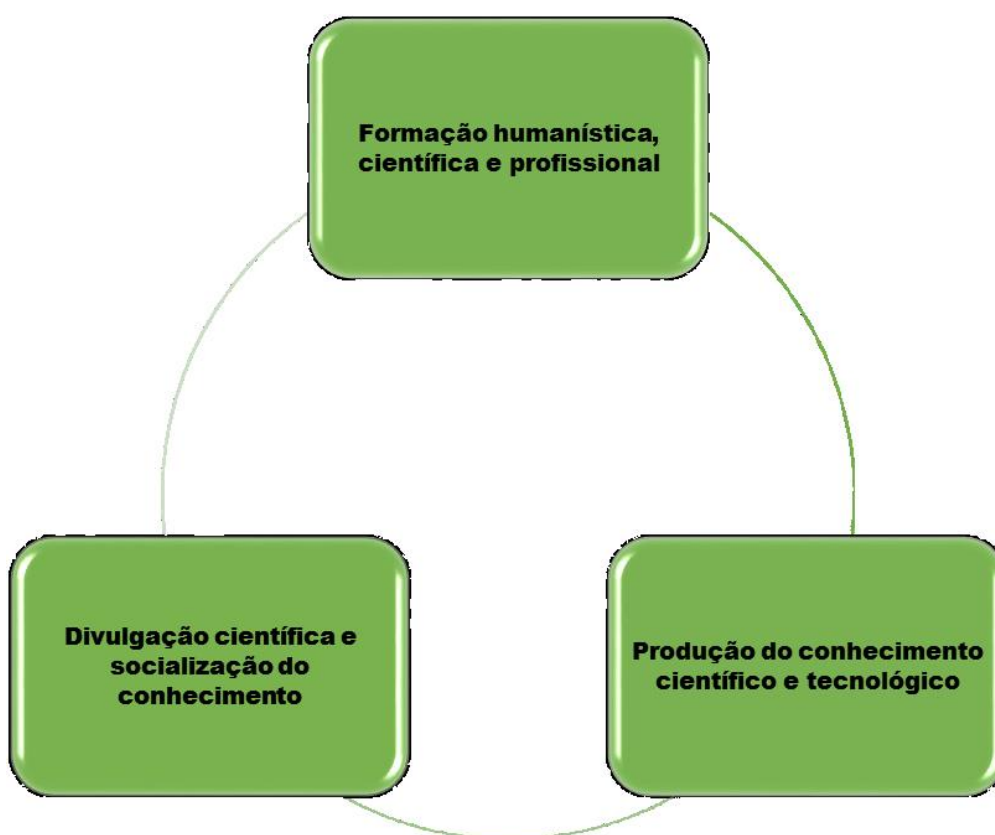 Formação humanística,
científica e profissional
Divulgação científica e
socialização do
conhecimento
Produção do conhecimento
científico e tecnológico